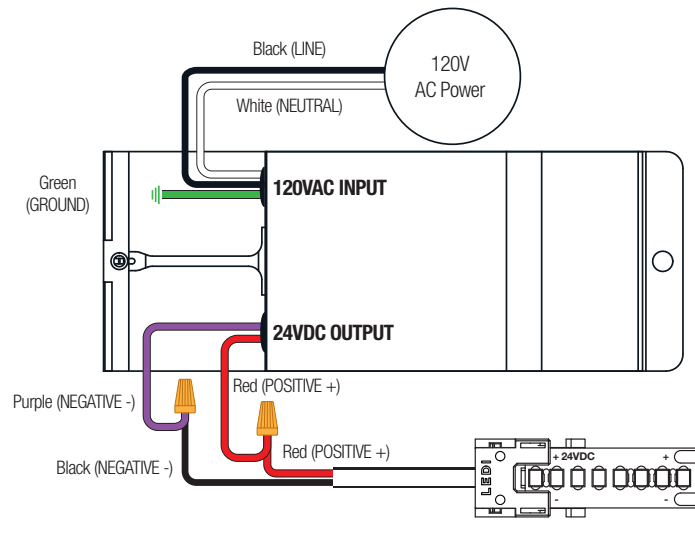 Black (LINE)
120V
AC Power
White (NEUTRAL)
Green
(GROUND)
120VAC INPUT
24VDC OUTPUT
Red (POSITIVE +)
Purple (NEGATIVE -)
Red (POSITIVE +)
Black (NEGATIVE -)
LEDI
+ 24VDC +
- -